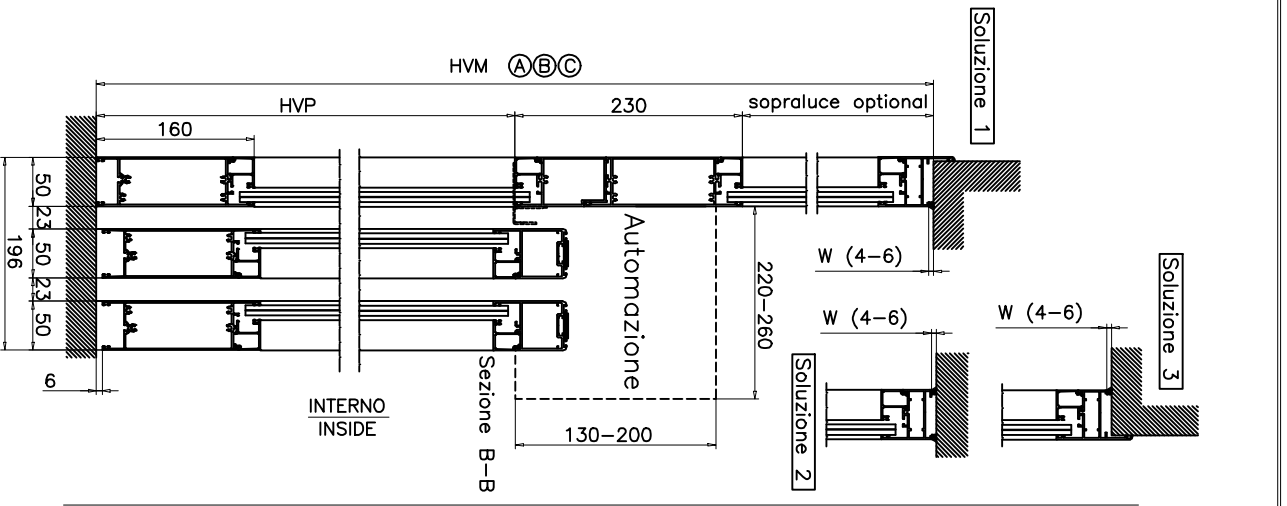 Soluzione 1
HVM Ⓐ Ⓑ Ⓒ
HVP
230
sopraluce optional
160
50
23
50
23
50
196
6
Automazione
220-260
W (4-6)
W (4-6)
W (4-6)
Soluzione 3
Soluzione 2
INTERNO
INSIDE
Sezione B-B
130-200